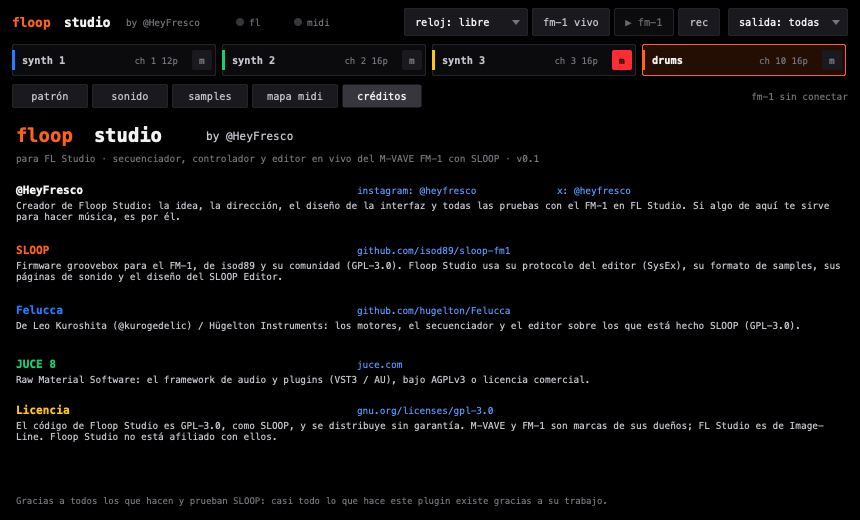 floop studio by @HeyFresco fl midi reloj: libre fm-1 vivo ▶ fm-1 rec salida: todas
synth 1 ch 1 12p m synth 2 ch 2 16p m synth 3 ch 3 16p m drums ch 10 16p m
patrón sonido samples mapa midi créditos fm-1 sin conectar
floop studio by @HeyFresco
para FL Studio · secuenciador, controlador y editor en vivo del M-VAVE FM-1 con SLOOP · v0.1
@HeyFresco instagram: @heyfresco x: @heyfresco
Creador de Floop Studio: la idea, la dirección, el diseño de la interfaz y todas las pruebas con el FM-1 en FL Studio. Si algo de aquí te sirve
para hacer música, es por él.
SLOOP github.com/isod89/sloop-fm1
Firmware groovebox para el FM-1, de isod89 y su comunidad (GPL-3.0). Floop Studio usa su protocolo del editor (SysEx), su formato de samples, sus
páginas de sonido y el diseño del SLOOP Editor.
Felucca github.com/hugelton/Felucca
De Leo Kuroshita (@kurogedelic) / Hügelton Instruments: los motores, el secuenciador y el editor sobre los que está hecho SLOOP (GPL-3.0).
JUCE 8 juce.com
Raw Material Software: el framework de audio y plugins (VST3 / AU), bajo AGPLv3 o licencia comercial.
Licencia gnu.org/licenses/gpl-3.0
El código de Floop Studio es GPL-3.0, como SLOOP, y se distribuye sin garantía. M-VAVE y FM-1 son marcas de sus dueños; FL Studio es de Image-
Line. Floop Studio no está afiliado con ellos.
Gracias a todos los que hacen y prueban SLOOP: casi todo lo que hace este plugin existe gracias a su trabajo.